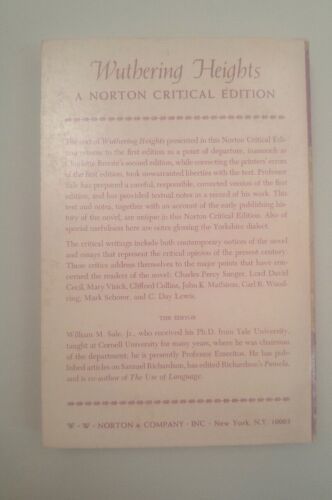 Wuthering Heights
A NORTON CRITICAL EDITION
The text of Wuthering Heights presented in this Norton Critical Edi-
tion returns to the first edition as a point of departure, inasmuch as
Charlotte Bronte's second edition, while correcting the printers' errors
of the first edition, took unwarranted liberties with the text. Professor
Sale has prepared a careful, responsible, corrected version of the first
edition, and has provided textual notes as a record of his work. This
text and notes, together with an account of the early publishing his-
tory of the novel, are unique in this Norton Critical Edition. Also of
special usefulness here are notes glossing the Yorkshire dialect.
The critical writings include both contemporary notices of the novel
and essays that represent the critical opinion of the present century.
These critics address themselves to the major points that have con-
cerned the readers of the novel: Charles Percy Sanger, Lord David
Cecil, Mary Visick, Clifford Collins, John K. Mathison, Carl R. Wood-
ring, Mark Schorer, and C. Day Lewis.
THE EDITOR
William M. Sale, Jr., who received his Ph.D. from Yale University,
taught at Cornell University for many years, where he was chairman
of the department; he is presently Professor Emeritus. He has pub-
lished articles on Samuel Richardson, has edited Richardson's Pamela,
and is co-author of The Use of Language.
W · W · NORTON & COMPANY · INC · New York, N.Y. 10003